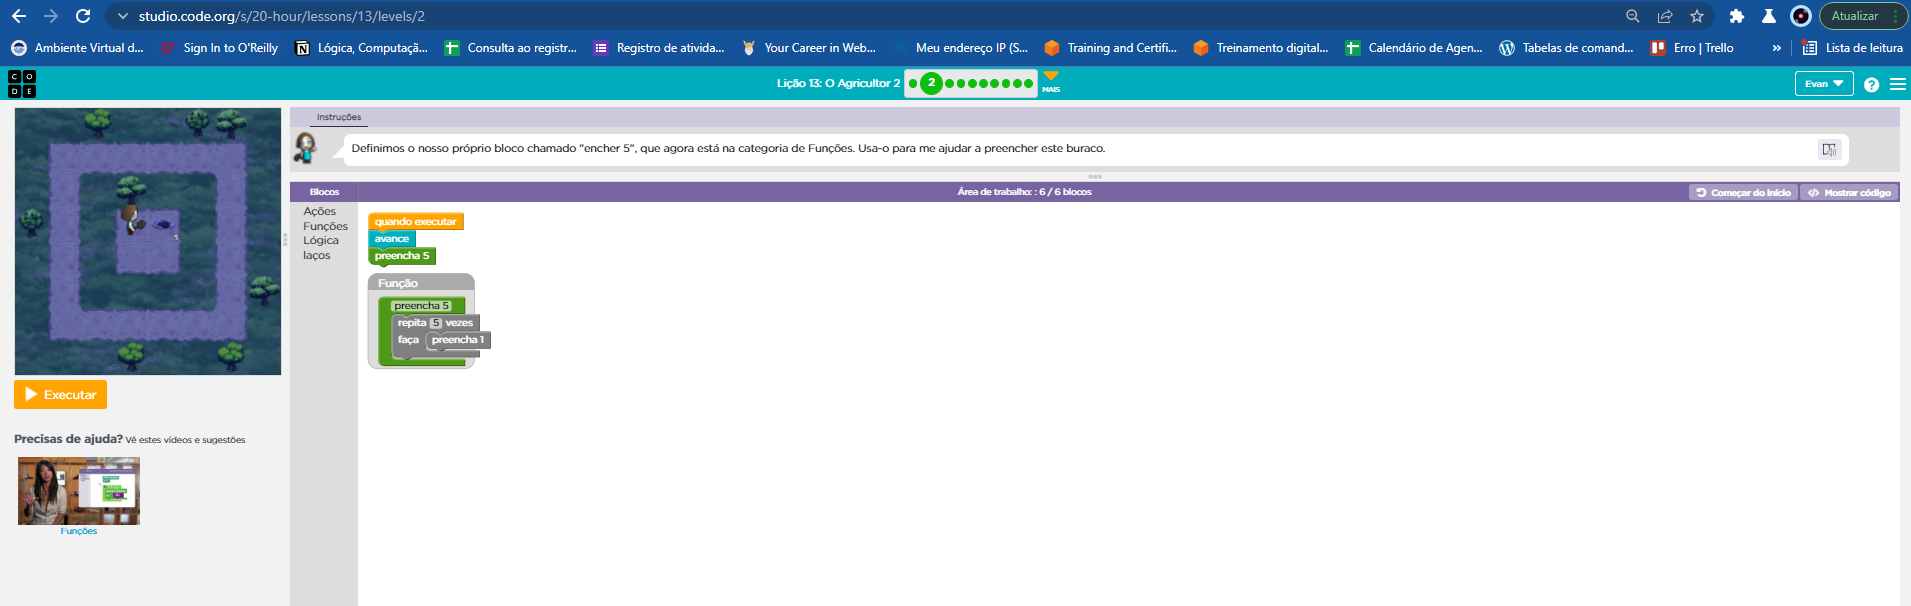 studio.code.org/s/20-hour/lessons/13/levels/2
Atualizar
Ambiente Virtual d...
Sign In to O'Reilly
Lógica, Computaçã...
Consulta ao registr...
Registro de ativida...
Your Career in Web...
Meu endereço IP (S...
Training and Certifi...
Treinamento digital...
Calendário de Agen...
Tabelas de comand...
Erro | Trello
»
Lista de leitura
C O
D E
Lição 13: O Agricultor 2
2
MAIS
Evan
?
Instruções
Definimos o nosso próprio bloco chamado "encher 5", que agora está na categoria de Funções. Usa-o para me ajudar a preencher este buraco.
Blocos
Área de trabalho: : 6 / 6 blocos
Começar do início
Mostrar código
Ações
Funções
Lógica
laços
quando executar
avance
preencha 5
Função
preencha 5
repita 5 vezes
faça preencha 1
5
Executar
Precisas de ajuda? Vê estes vídeos e sugestões
Funções